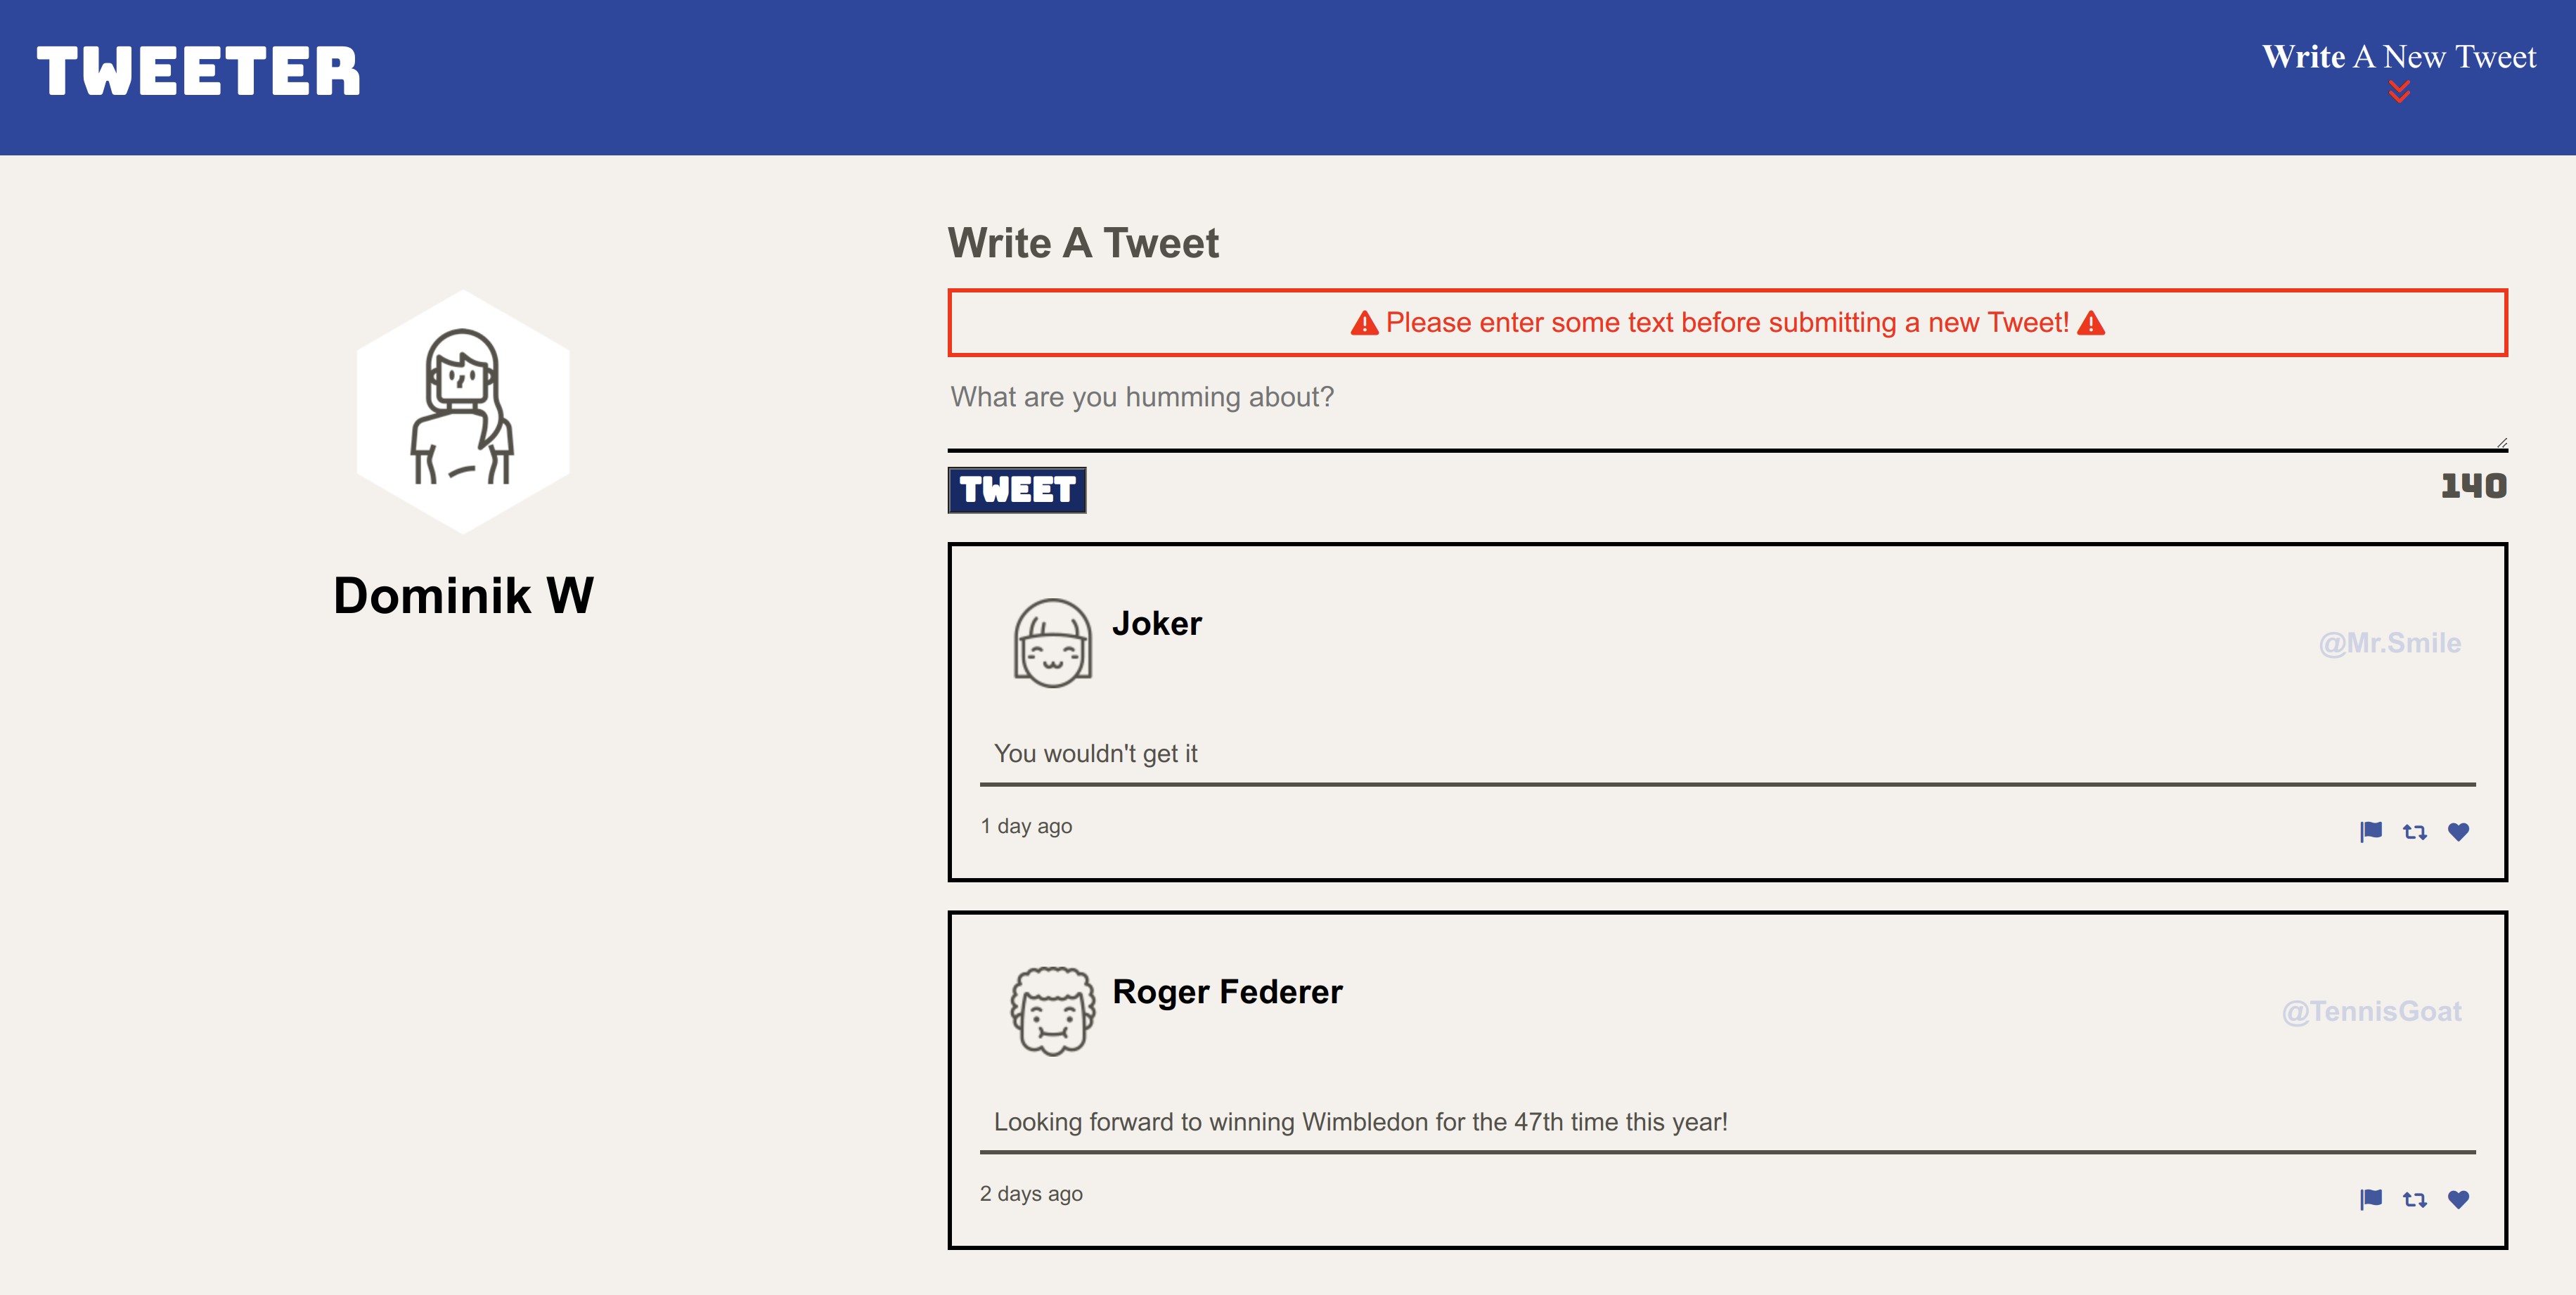 TWEETER
Write A New Tweet
Write A Tweet
Please enter some text before submitting a new Tweet!
What are you humming about?
TWEET
140
Dominik W
Joker
@Mr.Smile
You wouldn't get it
1 day ago
Roger Federer
@TennisGoat
Looking forward to winning Wimbledon for the 47th time this year!
2 days ago